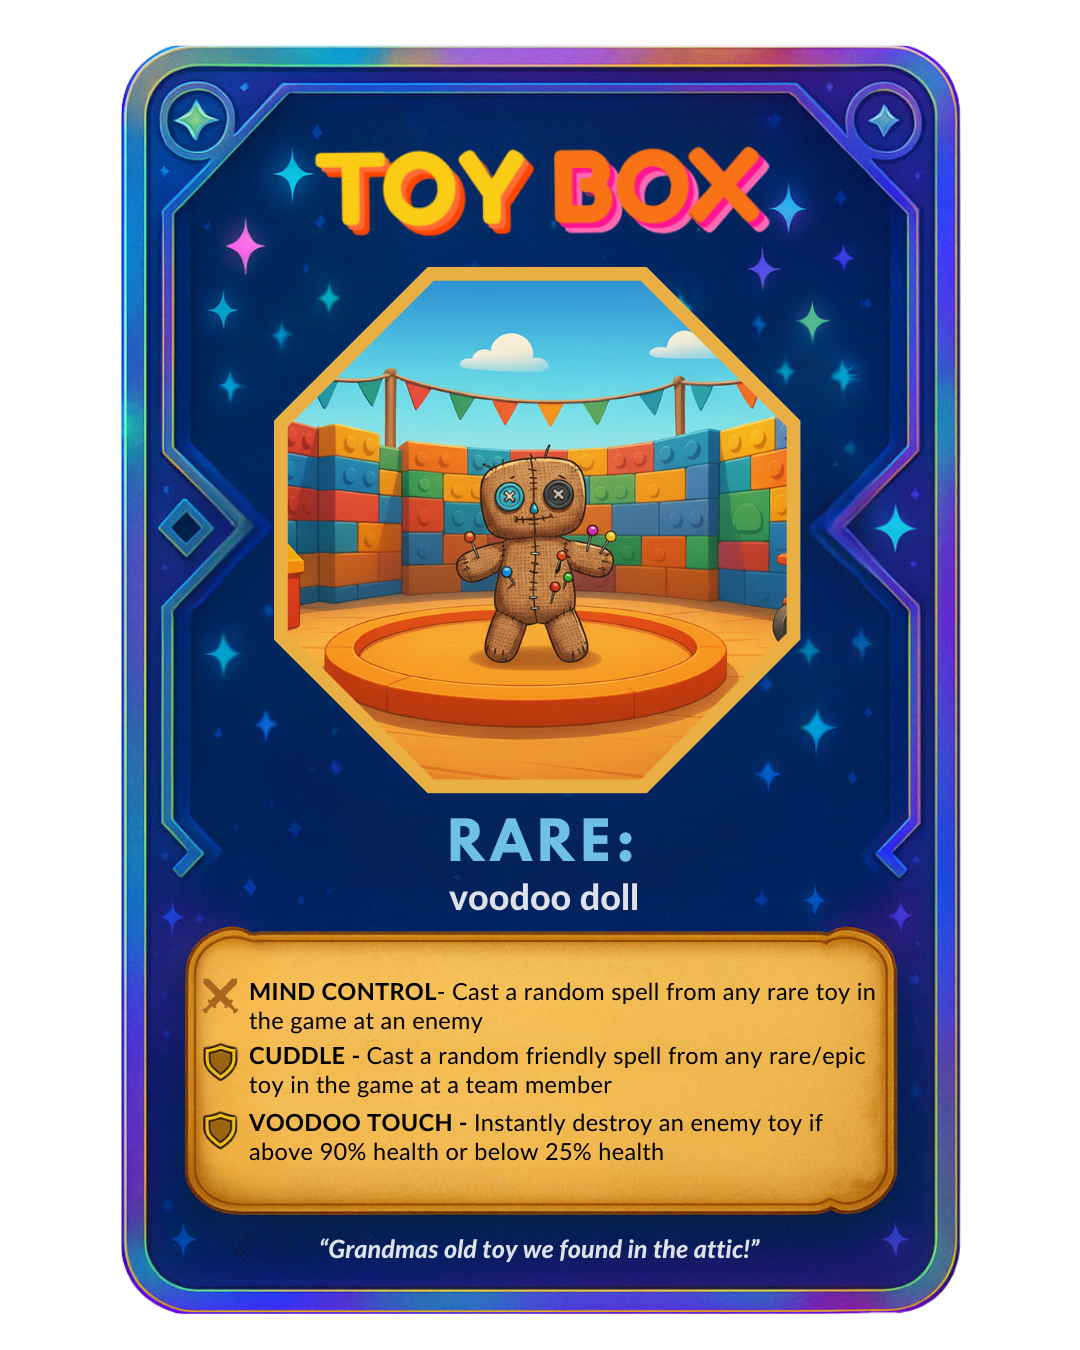 TOY BOX
RARE:
voodoo doll
MIND CONTROL- Cast a random spell from any rare toy in
the game at an enemy
CUDDLE - Cast a random friendly spell from any rare/epic
toy in the game at a team member
VOODOO TOUCH - Instantly destroy an enemy toy if
above 90% health or below 25% health
“Grandmas old toy we found in the attic!”